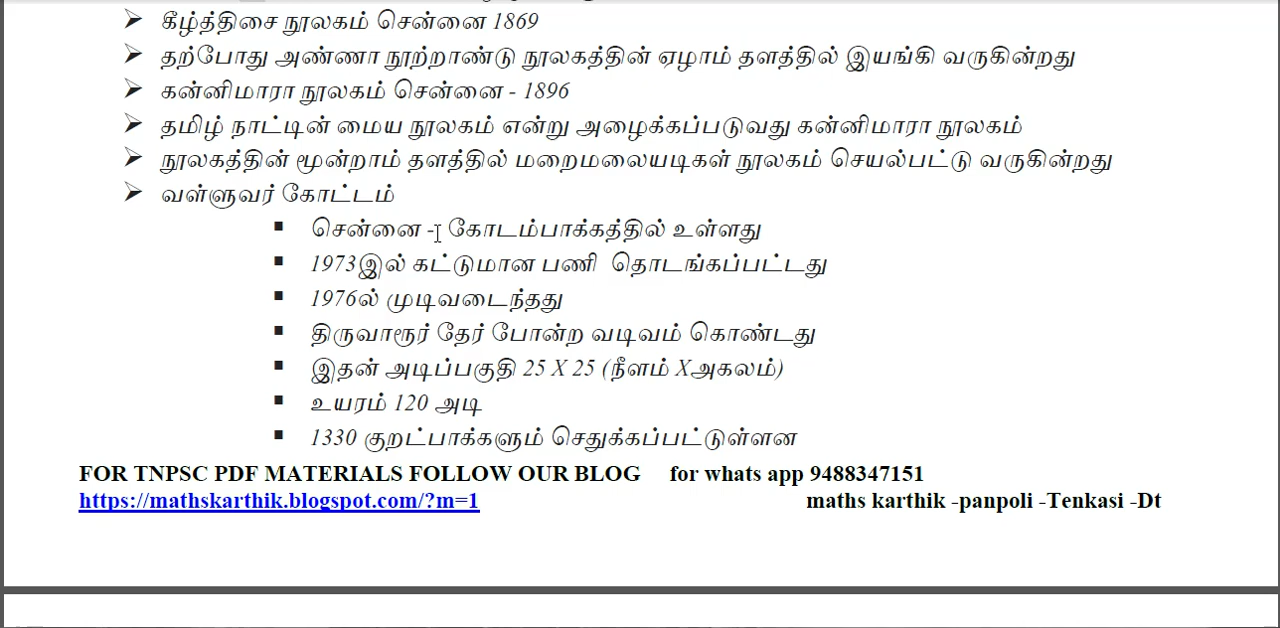 ➢ கீழ்த்திசை நூலகம் சென்னை 1869
➢ தற்போது அண்ணா நூற்றாண்டு நூலகத்தின் ஏழாம் தளத்தில் இயங்கி வருகின்றது
➢ கன்னிமாரா நூலகம் சென்னை - 1896
➢ தமிழ் நாட்டின் மைய நூலகம் என்று அழைக்கப்படுவது கன்னிமாரா நூலகம்
➢ நூலகத்தின் மூன்றாம் தளத்தில் மறைமலையடிகள் நூலகம் செயல்பட்டு வருகின்றது
➢ வள்ளுவர் கோட்டம்
▪ சென்னை - கோடம்பாக்கத்தில் உள்ளது
▪ 1973இல் கட்டுமான பணி தொடங்கப்பட்டது
▪ 1976ல் முடிவடைந்தது
▪ திருவாரூர் தேர் போன்ற வடிவம் கொண்டது
▪ இதன் அடிப்பகுதி 25 X 25 (நீளம் Xஅகலம்)
▪ உயரம் 120 அடி
▪ 1330 குறட்பாக்களும் செதுக்கப்பட்டுள்ளன
FOR TNPSC PDF MATERIALS FOLLOW OUR BLOG for whats app 9488347151
https://mathskarthik.blogspot.com/?m=1 maths karthik -panpoli -Tenkasi -Dt